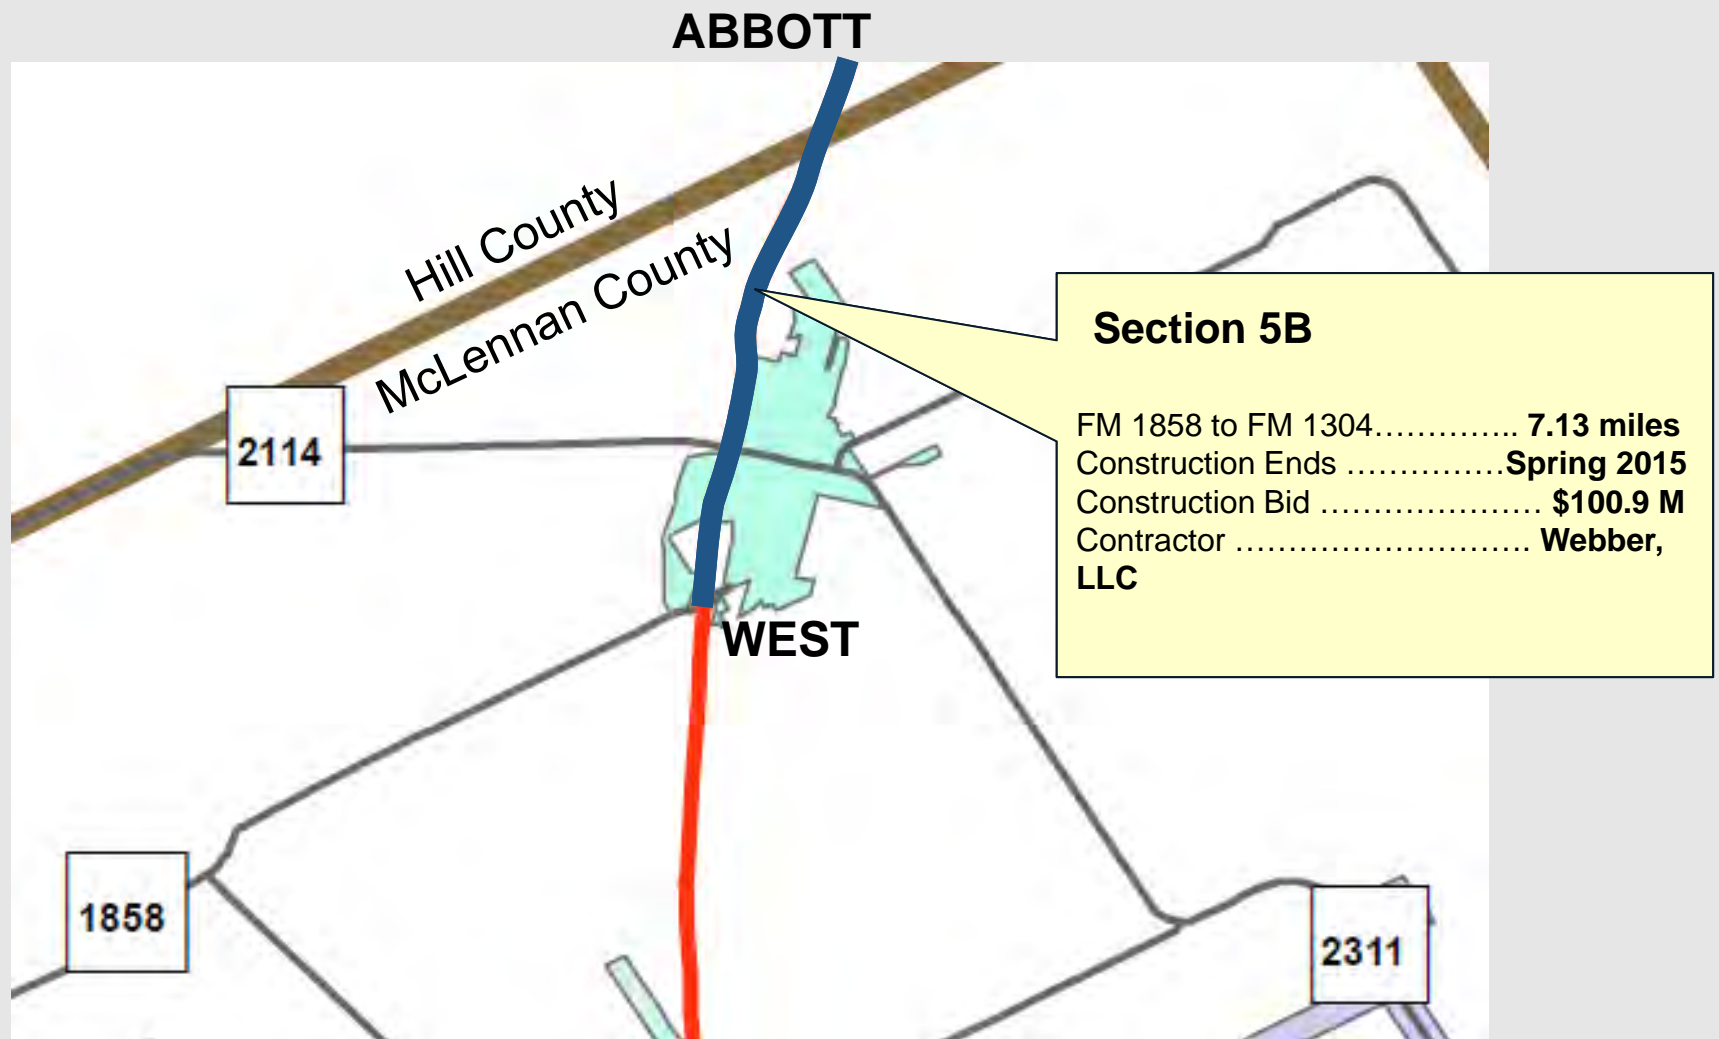 ABBOTT
Hill County
McLennan County
Section 5B
2114
FM 1858 to FM 1304………….. 7.13 miles
Construction Ends ……………Spring 2015
Construction Bid ………………… $100.9 M
Contractor ………………………. Webber,
LLC
WEST
1858
2311